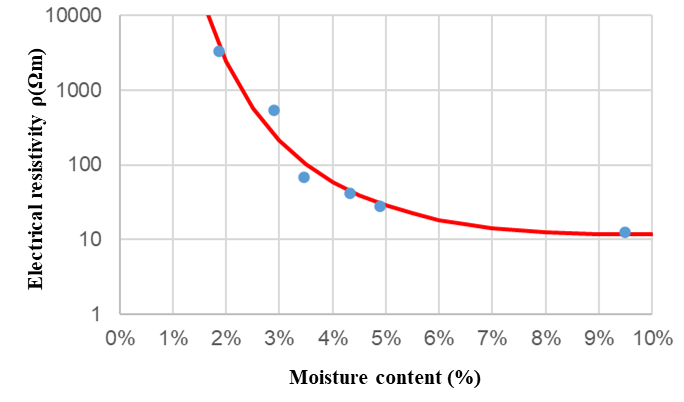 Electrical resistivity ρ(Ωm)
10000
1000
100
10
1
0% 1% 2% 3% 4% 5% 6% 7% 8% 9% 10%
Moisture content (%)